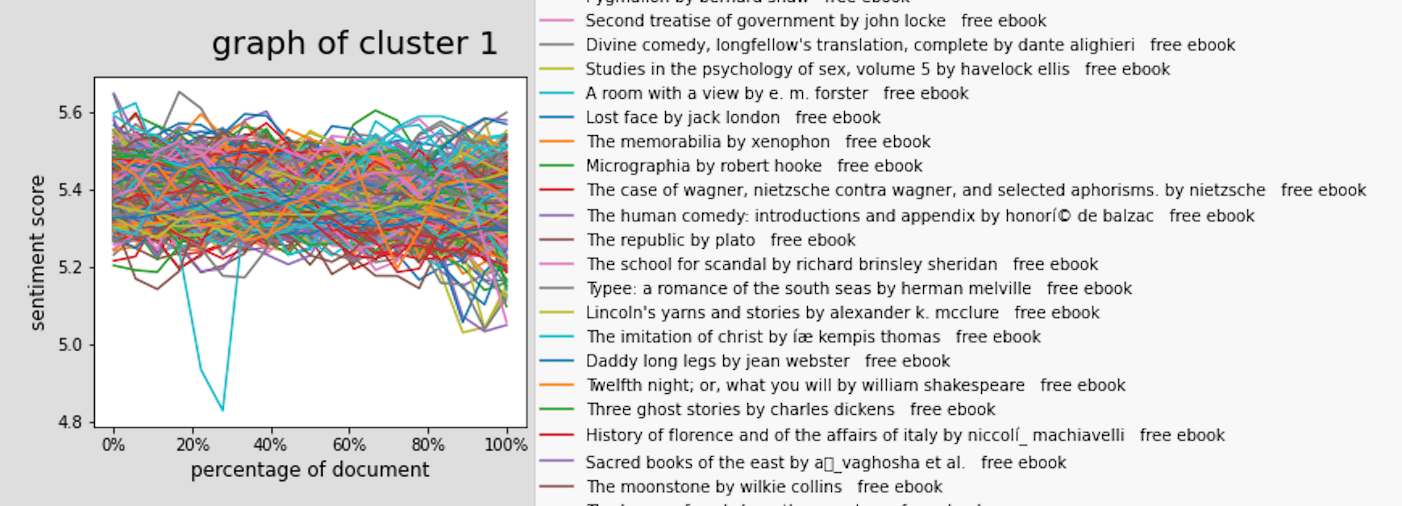 graph of cluster 1
sentiment score
5.6
5.4
5.2
5.0
4.8
0% 20% 40% 60% 80% 100%
percentage of document
Pygmalion by bernard shaw free ebook
Second treatise of government by john locke free ebook
Divine comedy, longfellow's translation, complete by dante alighieri free ebook
Studies in the psychology of sex, volume 5 by havelock ellis free ebook
A room with a view by e. m. forster free ebook
Lost face by jack london free ebook
The memorabilia by xenophon free ebook
Micrographia by robert hooke free ebook
The case of wagner, nietzsche contra wagner, and selected aphorisms. by nietzsche free ebook
The human comedy: introductions and appendix by honorí© de balzac free ebook
The republic by plato free ebook
The school for scandal by richard brinsley sheridan free ebook
Typee: a romance of the south seas by herman melville free ebook
Lincoln's yarns and stories by alexander k. mcclure free ebook
The imitation of christ by íæ kempis thomas free ebook
Daddy long legs by jean webster free ebook
Twelfth night; or, what you will by william shakespeare free ebook
Three ghost stories by charles dickens free ebook
History of florence and of the affairs of italy by niccolí_ machiavelli free ebook
Sacred books of the east by a▯_vaghosha et al. free ebook
The moonstone by wilkie collins free ebook